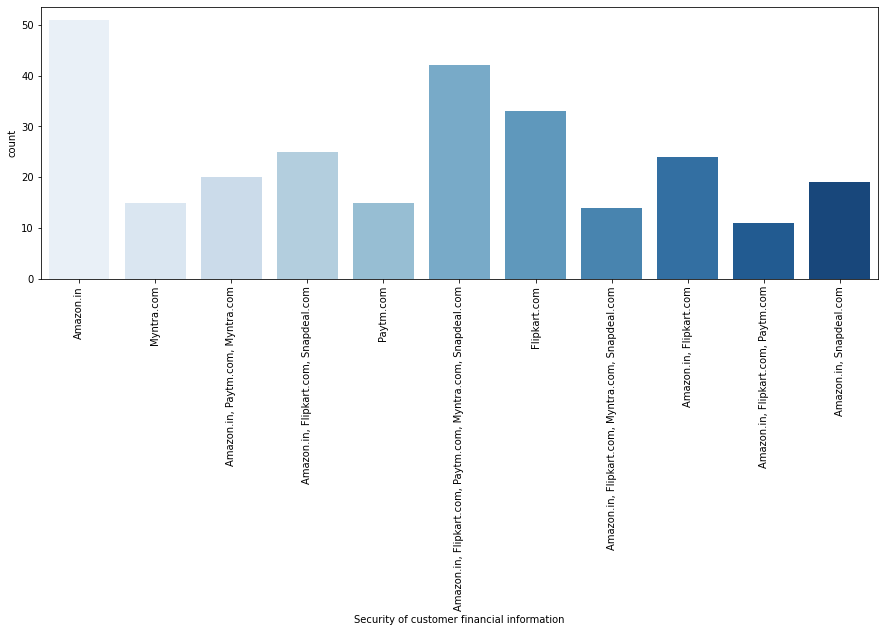 50
40
30
20
10
0
count
Amazon.in
Myntra.com
Amazon.in, Paytm.com, Myntra.com
Amazon.in, Flipkart.com, Snapdeal.com
Paytm.com
Amazon.in, Flipkart.com, Paytm.com, Myntra.com, Snapdeal.com
Flipkart.com
Amazon.in, Flipkart.com, Myntra.com, Snapdeal.com
Amazon.in, Flipkart.com
Amazon.in, Flipkart.com, Paytm.com
Amazon.in, Snapdeal.com
Security of customer financial information